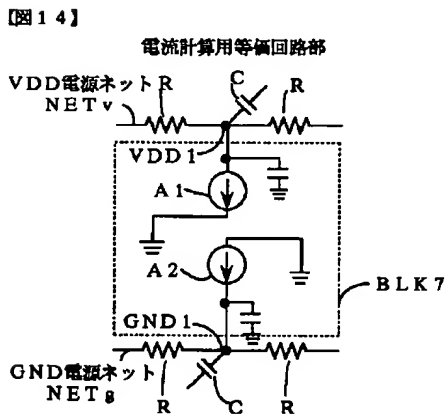 【図１４】
電流計算用等価回路部
VDD電源ネット R
NETv
C
R
VDD1
A1
A2
BLK7
GND1
GND電源ネット
NETg
R
C
R